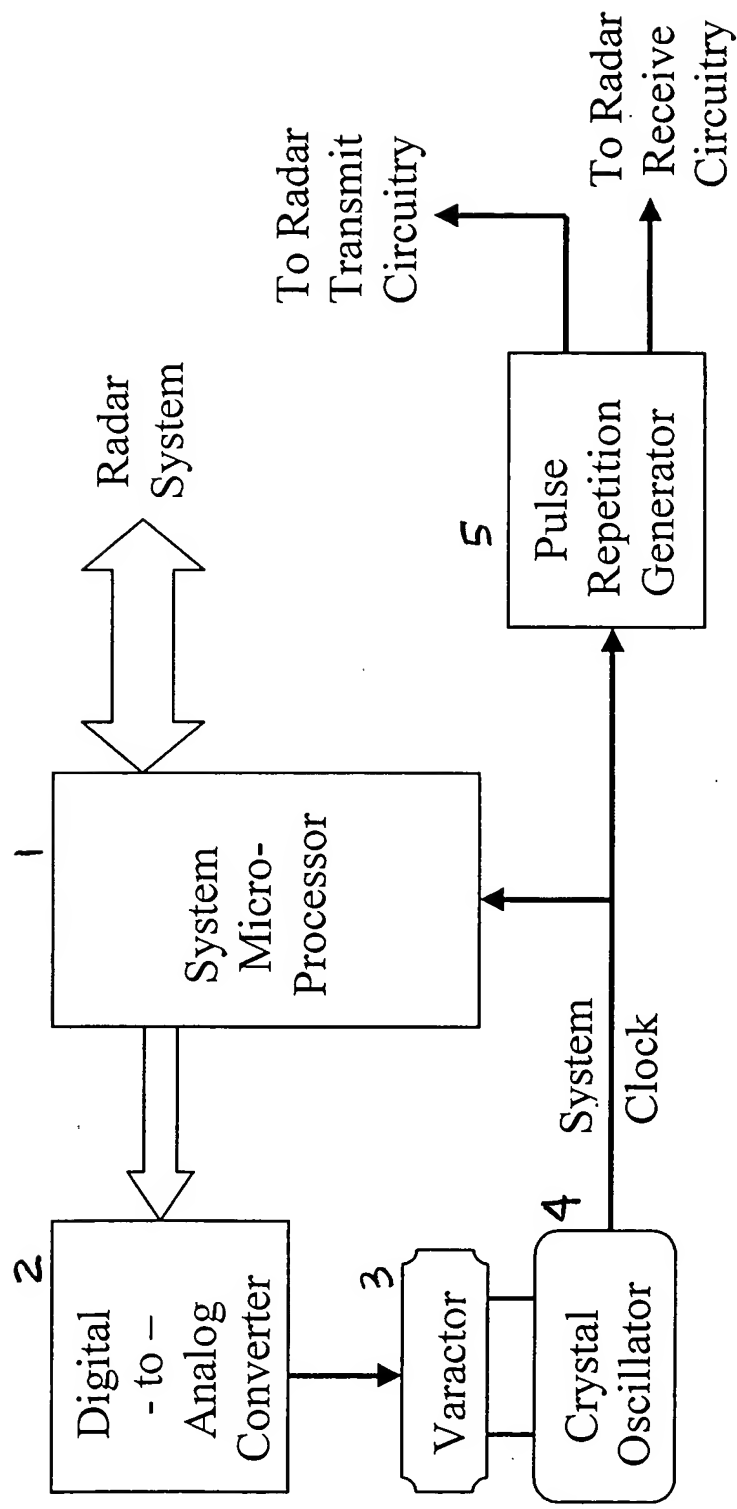 Radar
System
1
System
Micro-
Processor
2
Digital
- to –
Analog
Converter
3
Varactor
4
Crystal
Oscillator
System
Clock
5
Pulse
Repetition
Generator
To Radar
Transmit
Circuitry
To Radar
Receive
Circuitry